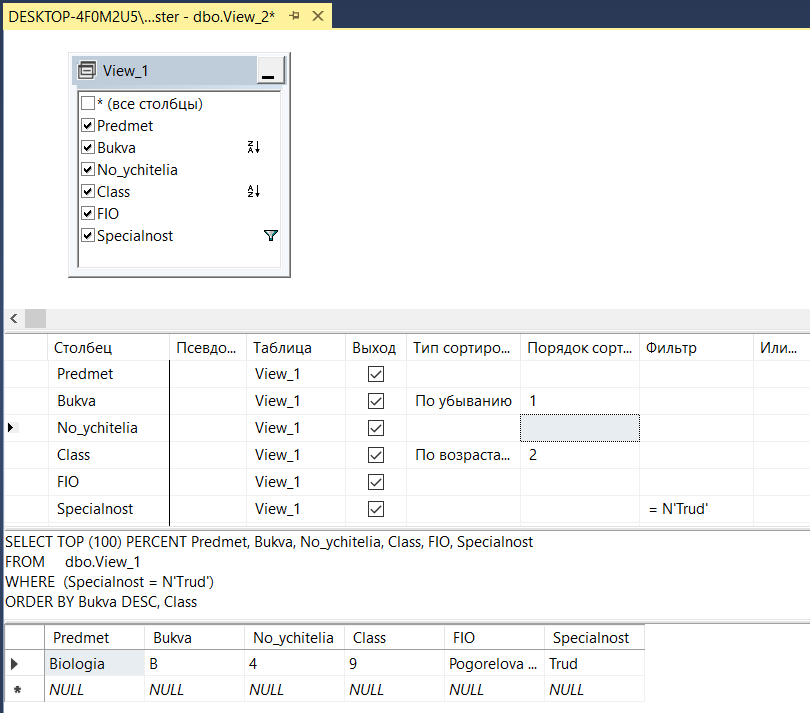 DESKTOP-4F0M2U5\...ster - dbo.View_2*
View_1
* (все столбцы)
Predmet
Bukva
No_ychitelia
Class
FIO
Specialnost
Столбец Псевдо... Таблица Выход Тип сортиро... Порядок сорт... Фильтр Или...
Predmet View_1
Bukva View_1 По убыванию 1
No_ychitelia View_1
Class View_1 По возраста... 2
FIO View_1
Specialnost View_1 = N'Trud'
SELECT TOP (100) PERCENT Predmet, Bukva, No_ychitelia, Class, FIO, Specialnost
FROM dbo.View_1
WHERE (Specialnost = N'Trud')
ORDER BY Bukva DESC, Class
Predmet Bukva No_ychitelia Class FIO Specialnost
Biologia B 4 9 Pogorelova ... Trud
NULL NULL NULL NULL NULL NULL